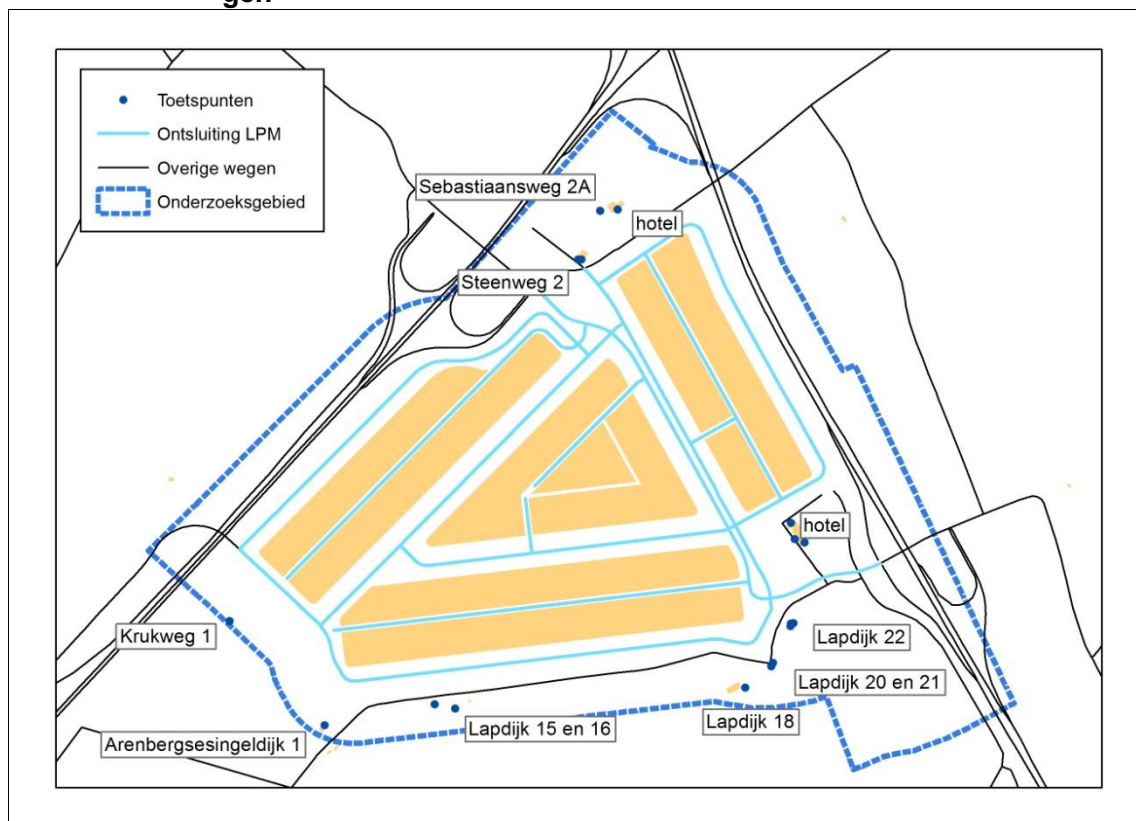 gen
Toetspunten
Ontsluiting LPM
Overige wegen
Onderzoeksgebied
Sebastiaansweg 2A
hotel
Steenweg 2
hotel
Krukweg 1
Lapdijk 22
Lapdijk 20 en 21
Lapdijk 18
Lapdijk 15 en 16
Arenbergsesingeldijk 1